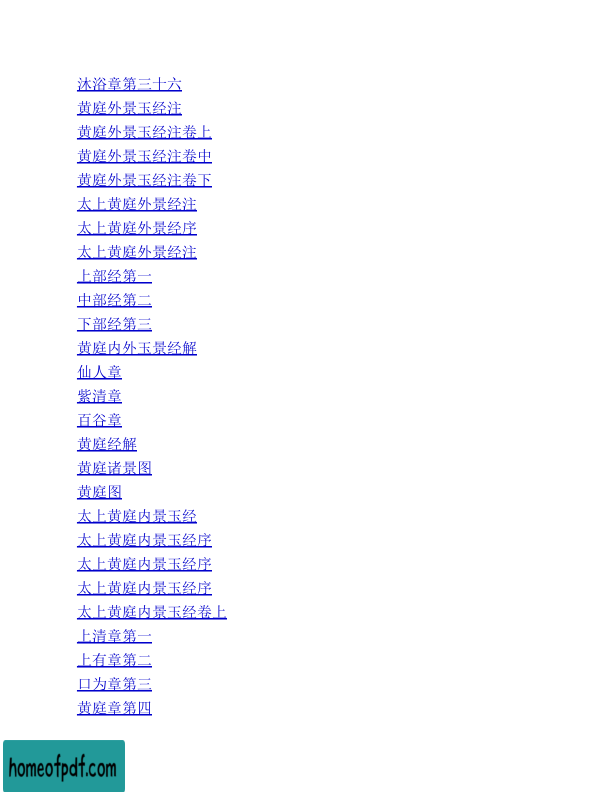 沐浴章第三十六
黄庭外景玉经注
黄庭外景玉经注卷上
黄庭外景玉经注卷中
黄庭外景玉经注卷下
太上黄庭外景经注
太上黄庭外景经序
太上黄庭外景经注
上部经第一
中部经第二
下部经第三
黄庭内外玉景经解
仙人章
紫清章
百谷章
黄庭经解
黄庭诸景图
黄庭图
太上黄庭内景玉经
太上黄庭内景玉经序
太上黄庭内景玉经序
太上黄庭内景玉经序
太上黄庭内景玉经卷上
上清章第一
上有章第二
口为章第三
黄庭章第四
homeofpdf.com